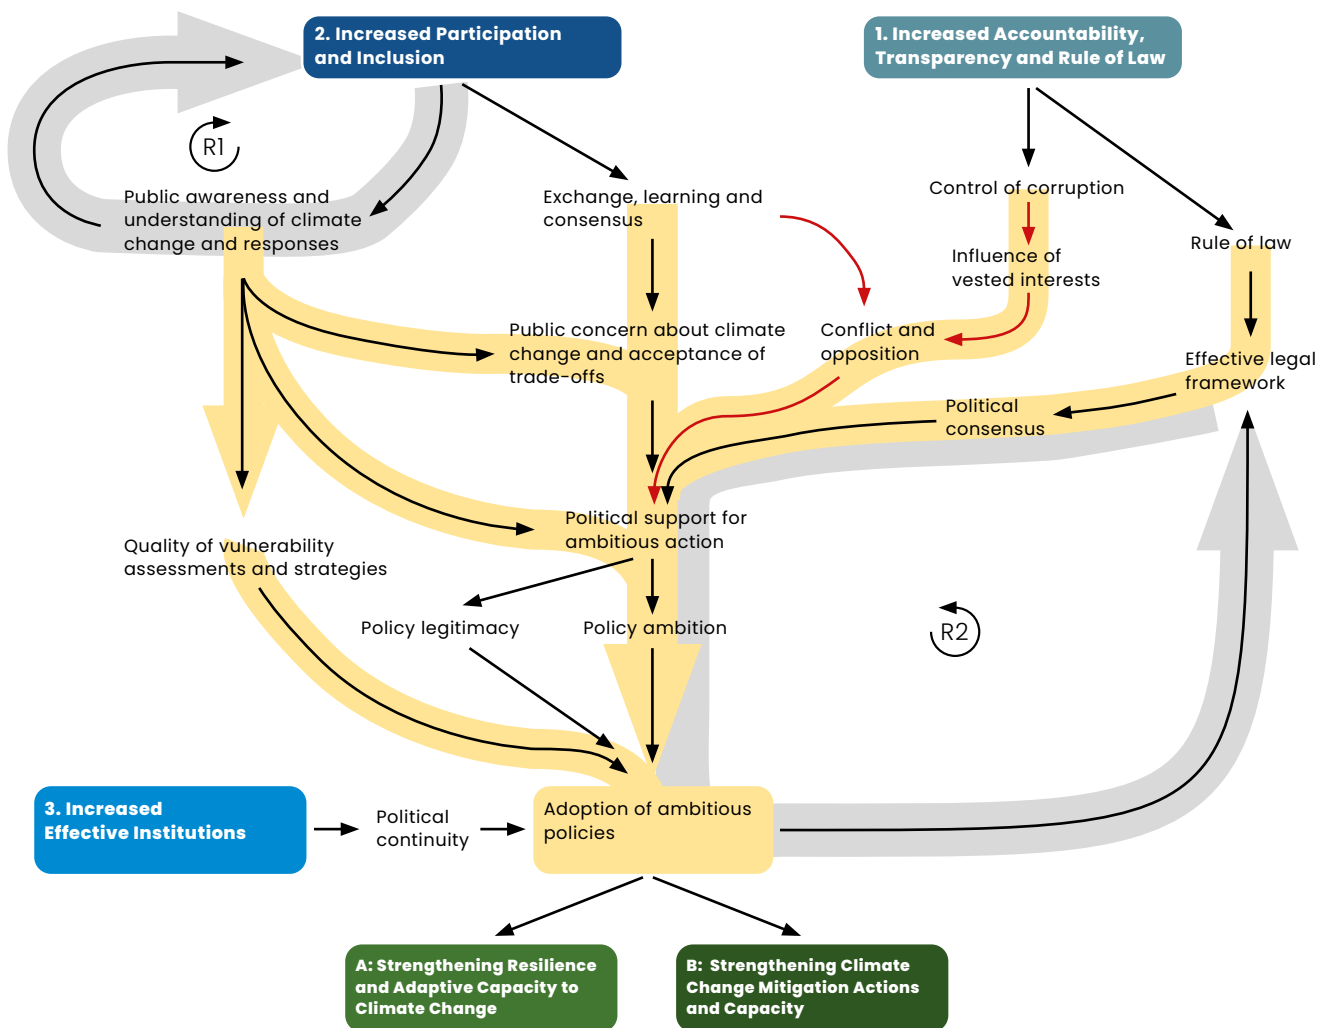 2. Increased Participation
and Inclusion
1. Increased Accountability,
Transparency and Rule of Law
R1
Public awareness and
understanding of climate
change and responses
Exchange, learning and
consensus
Control of corruption
Influence of
vested interests
Rule of law
Public concern about climate
change and acceptance of
trade-offs
Conflict and
opposition
Effective legal
framework
Political
consensus
Political support for
ambitious action
Quality of vulnerability
assessments and strategies
Policy legitimacy
Policy ambition
R2
3. Increased
Effective Institutions
Political
continuity
Adoption of ambitious
policies
A: Strengthening Resilience
and Adaptive Capacity to
Climate Change
B: Strengthening Climate
Change Mitigation Actions
and Capacity